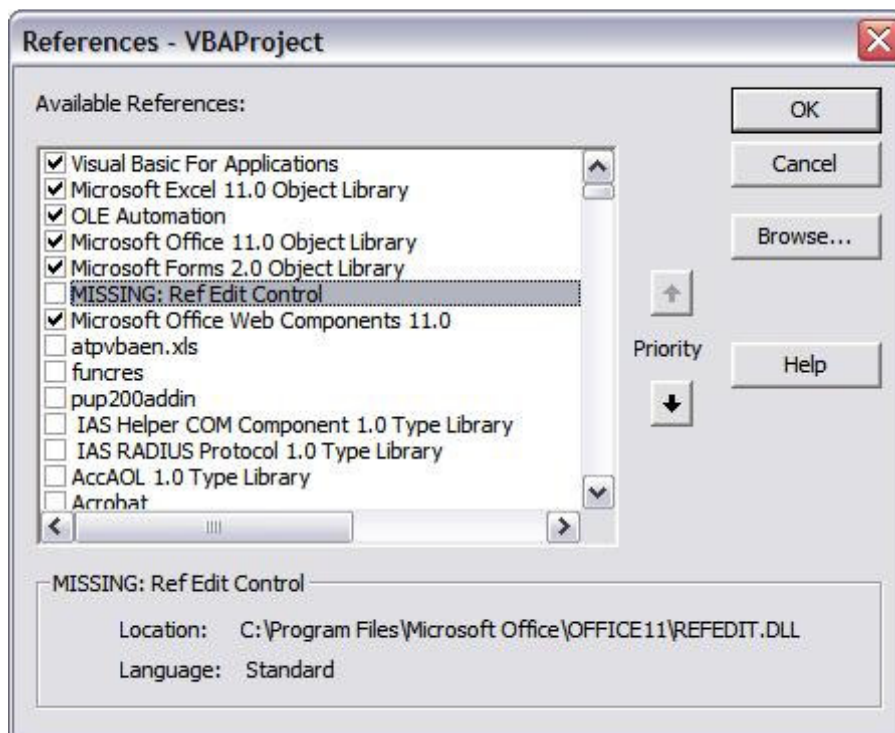 References - VBAProject
Available References:
OK
Visual Basic For Applications
Microsoft Excel 11.0 Object Library
OLE Automation
Microsoft Office 11.0 Object Library
Microsoft Forms 2.0 Object Library
MISSING: Ref Edit Control
Microsoft Office Web Components 11.0
atpvbaen.xls
funcres
pup200addin
IAS Helper COM Component 1.0 Type Library
IAS RADIUS Protocol 1.0 Type Library
AccAOL 1.0 Type Library
Acrobat
Cancel
Browse...
Priority
Help
MISSING: Ref Edit Control
Location: C:\Program Files\Microsoft Office\OFFICE11\REFEDIT.DLL
Language: Standard